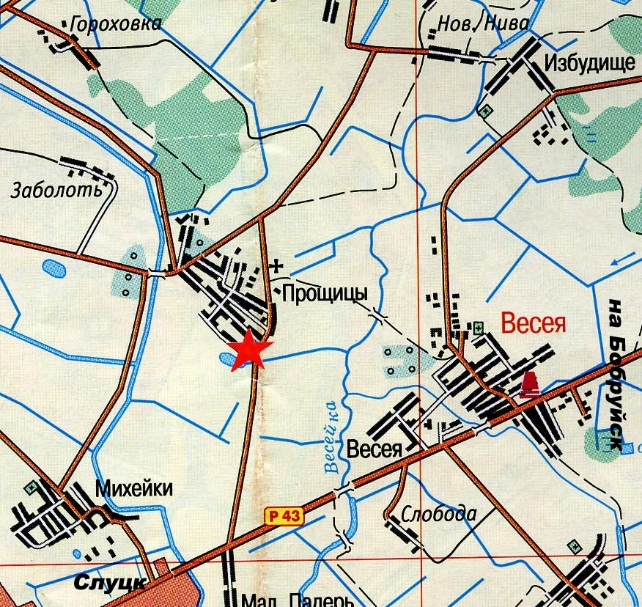 Гороховка
Нов. Нива
Избудище
Заболоть
Прощицы
Весея
на Бобруйск
Весейка
Весея
Михейки
Р 43
Слобода
Слуцк
Мал. Падерь